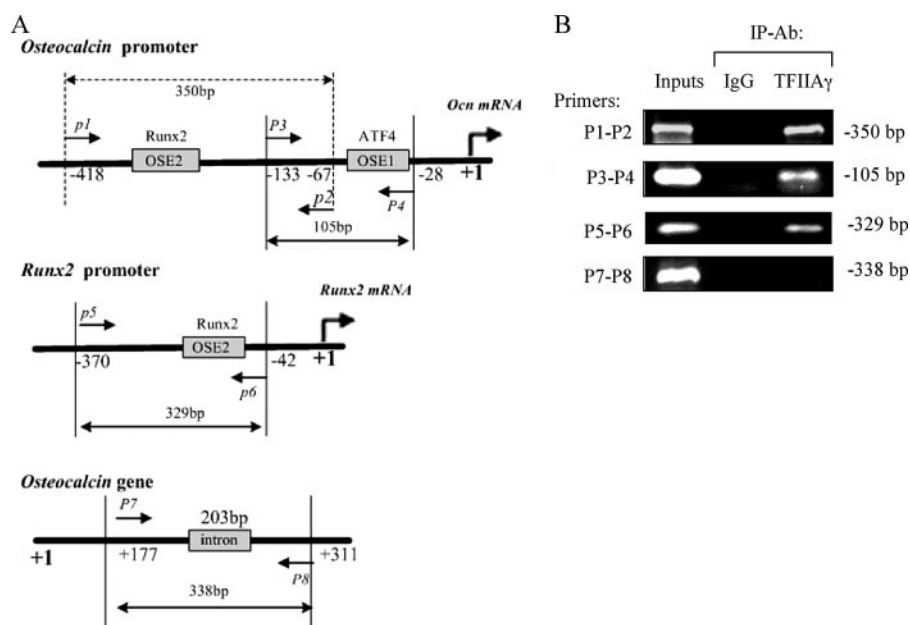 A
Osteocalcin promoter
350bp
Ocn mRNA
p1
Runx2
P3
ATF4
OSE2
OSE1
-418
-133
-67
-28
+1
p2
P4
105bp
Runx2 promoter
Runx2 mRNA
p5
Runx2
OSE2
-370
-42
+1
p6
329bp
Osteocalcin gene
P7
203bp
intron
+1
+177
+311
P8
338bp
B
IP-Ab:
Inputs IgG TFIIAγ
Primers:
P1-P2 -350 bp
P3-P4 -105 bp
P5-P6 -329 bp
P7-P8 -338 bp